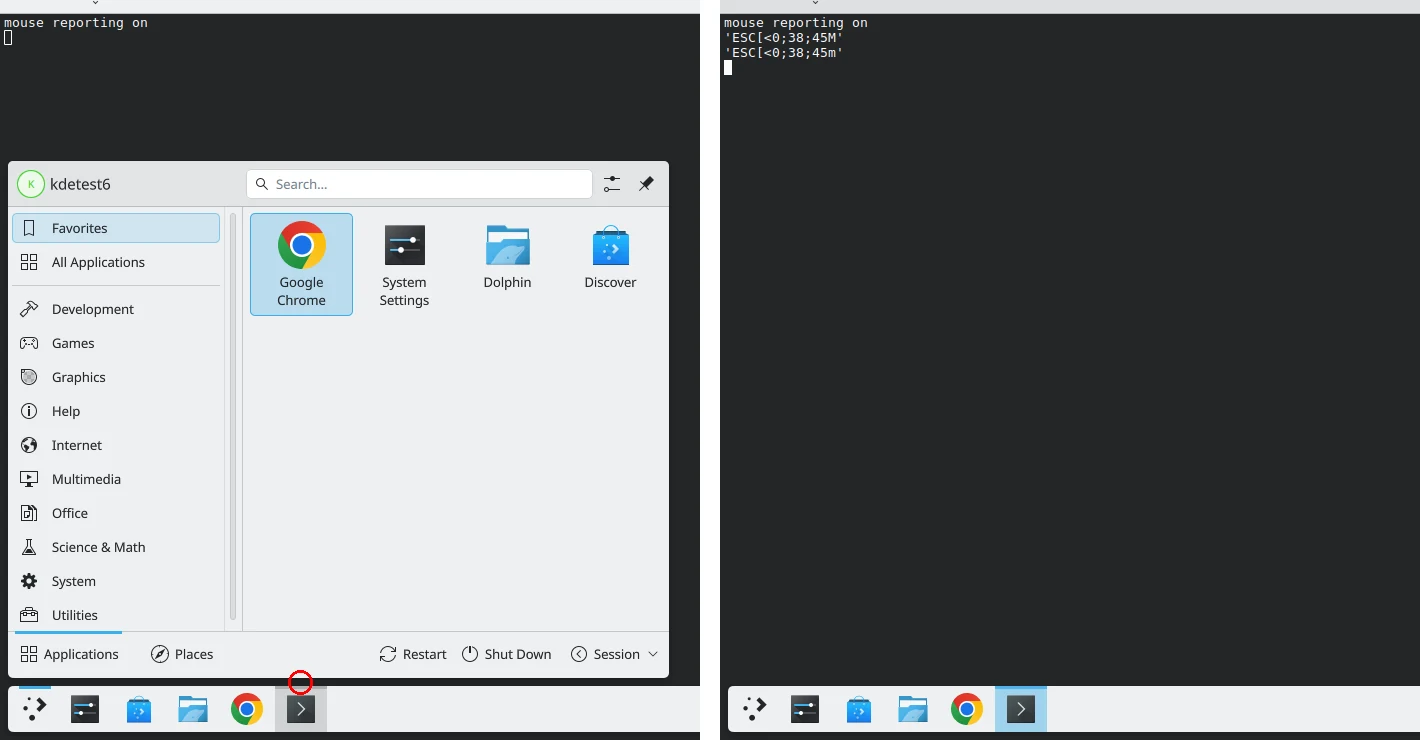 mouse reporting on
K
kdetest6
Search...
Favorites
All Applications
Development
Games
Graphics
Help
Internet
Multimedia
Office
Science & Math
System
Utilities
Google
Chrome
System
Settings
Dolphin
Discover
Applications
Places
Restart
Shut Down
Session
mouse reporting on
'ESC[<0;38;45M'
'ESC[<0;38;45m'